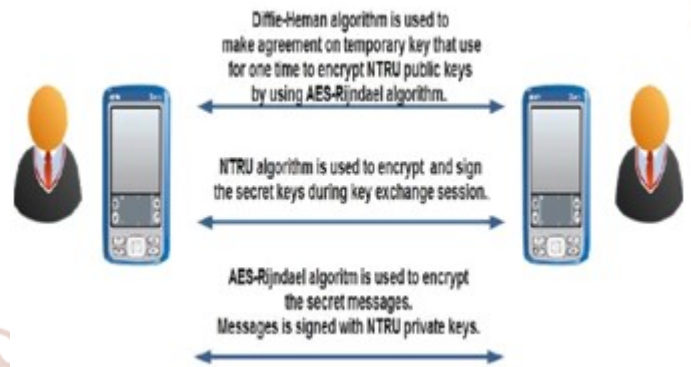 Diffie-Heman algorithm is used to
make agreement on temporary key that use
for one time to encrypt NTRU public keys
by using AES-Rijndael algorithm.
NTRU algorithm is used to encrypt and sign
the secret keys during key exchange session.
AES-Rijndael algoritm is used to encrypt
the secret messages.
Messages is signed with NTRU private keys.